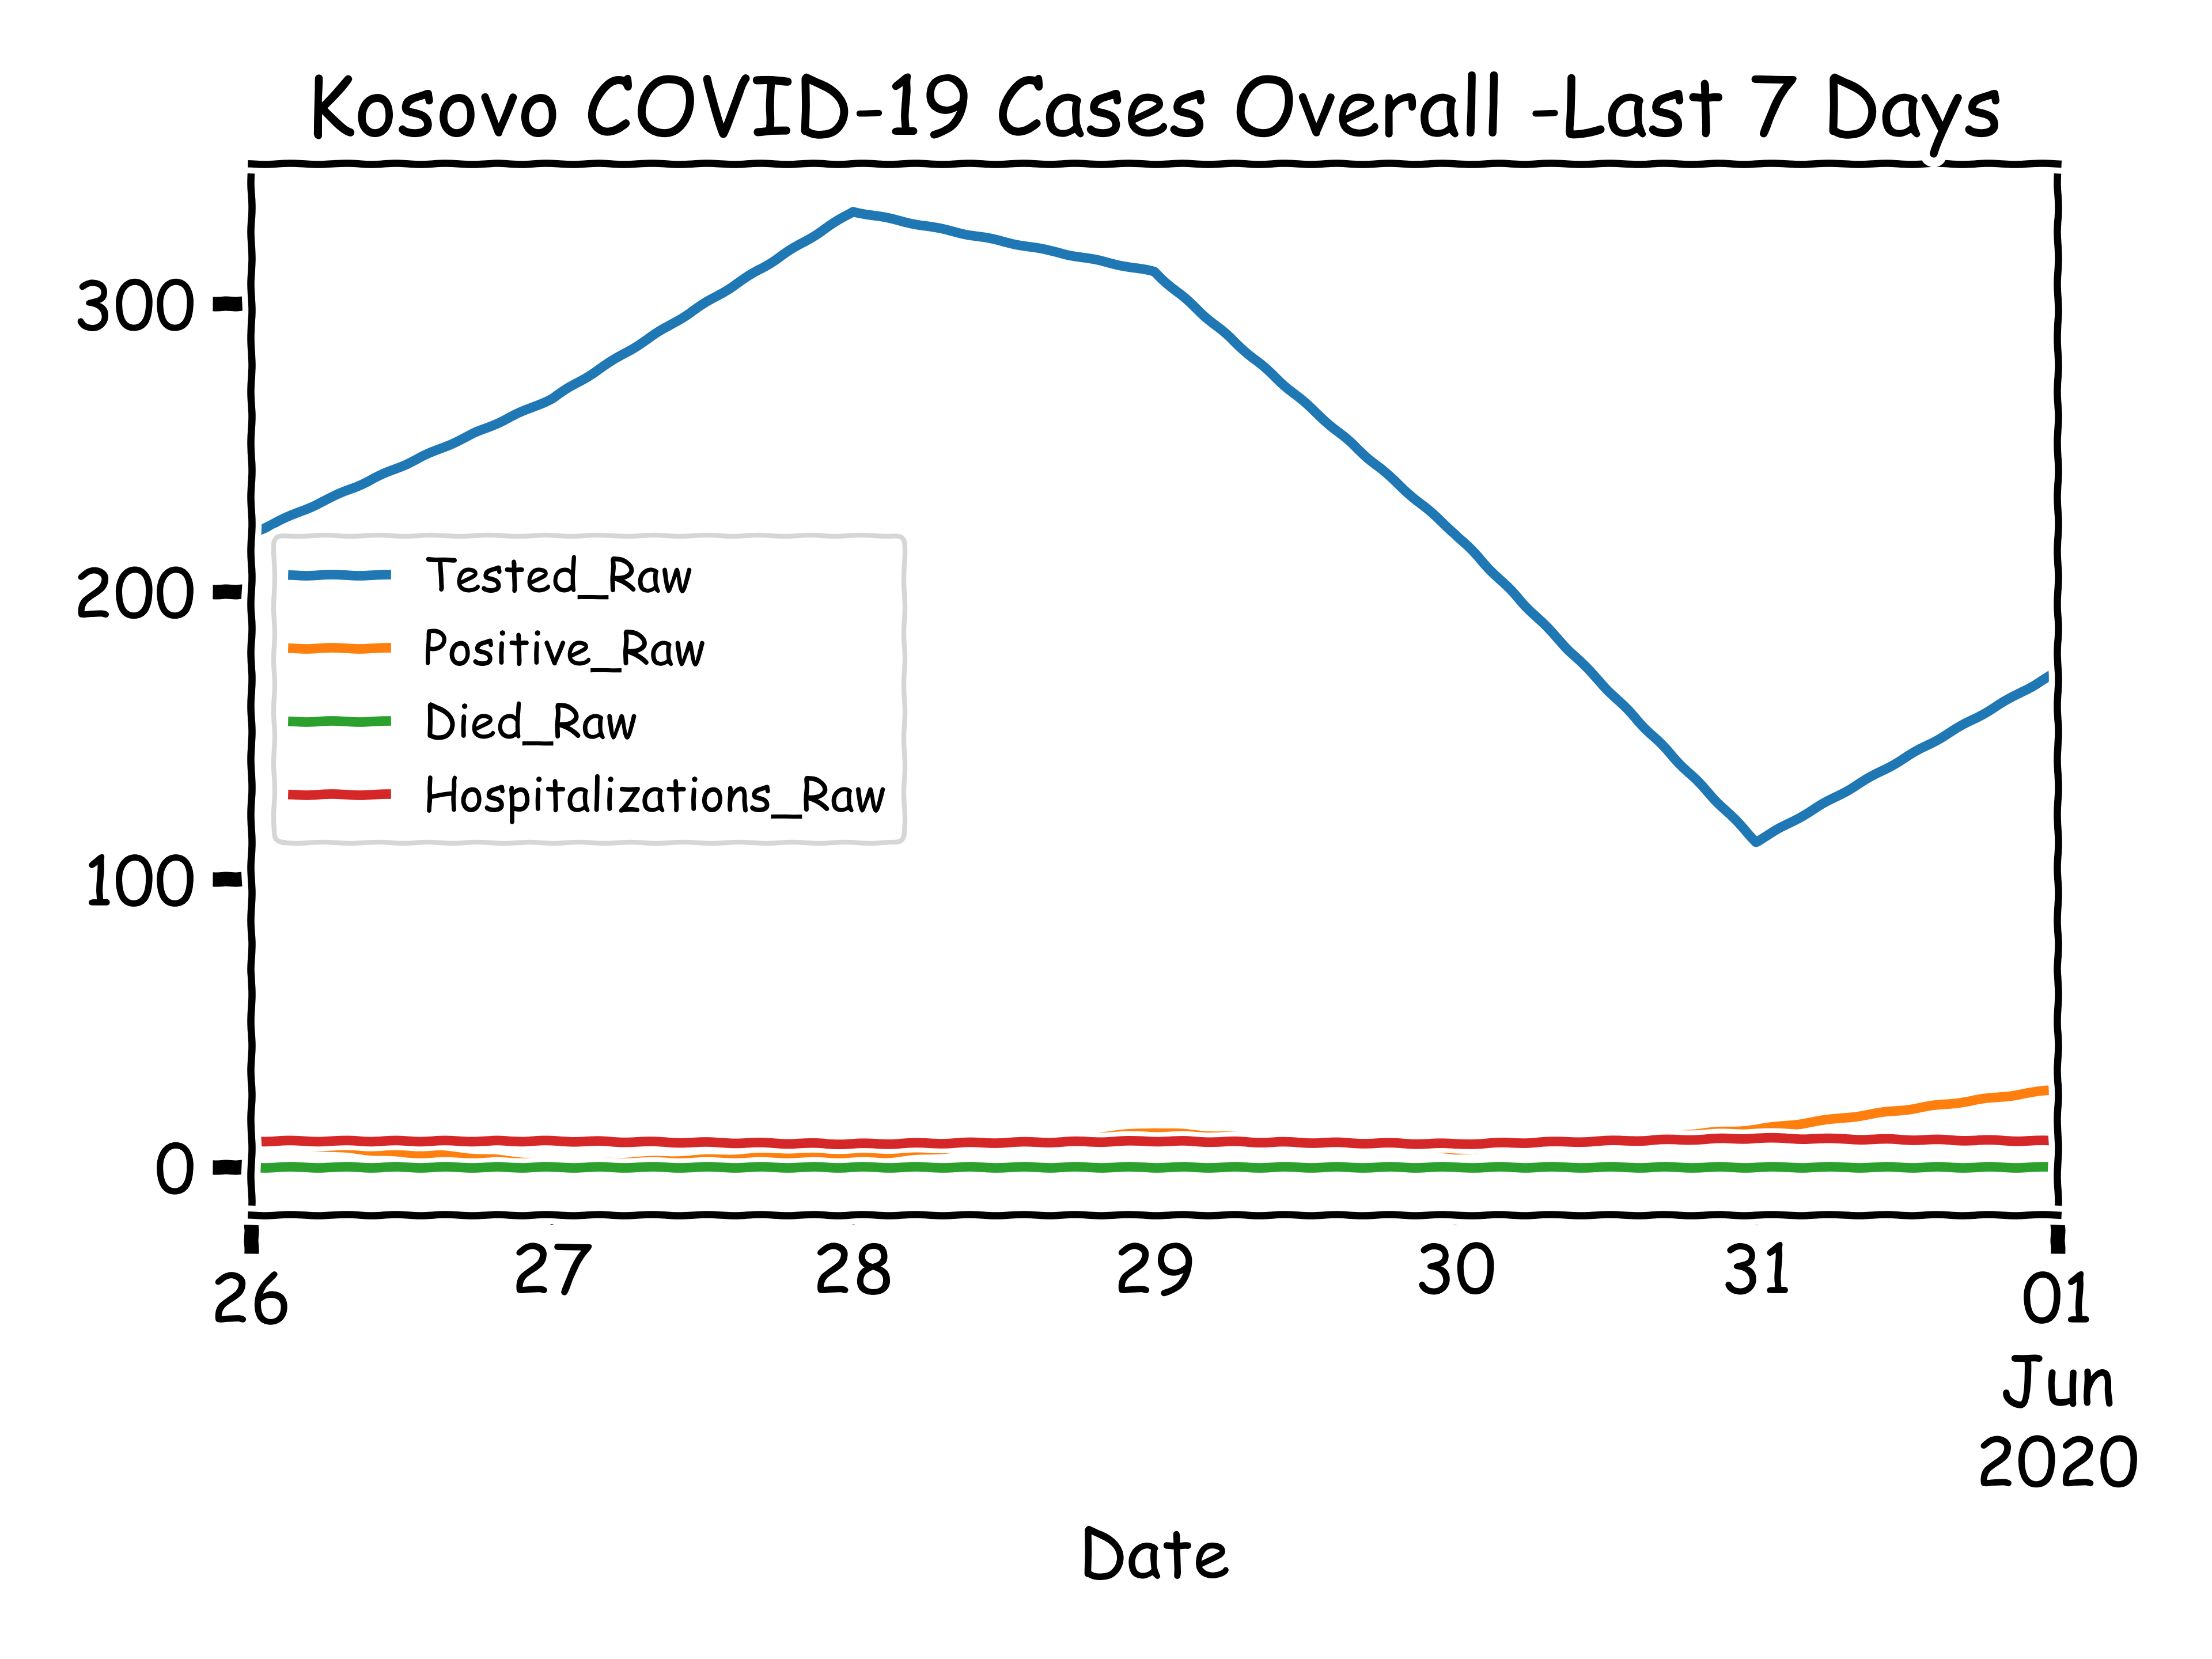 Kosovo COVID-19 Cases Overall -Last 7 Days
300
200
100
0
Tested_Raw
Positive_Raw
Died_Raw
Hospitalizations_Raw
26 27 28 29 30 31 01
Jun
2020
Date